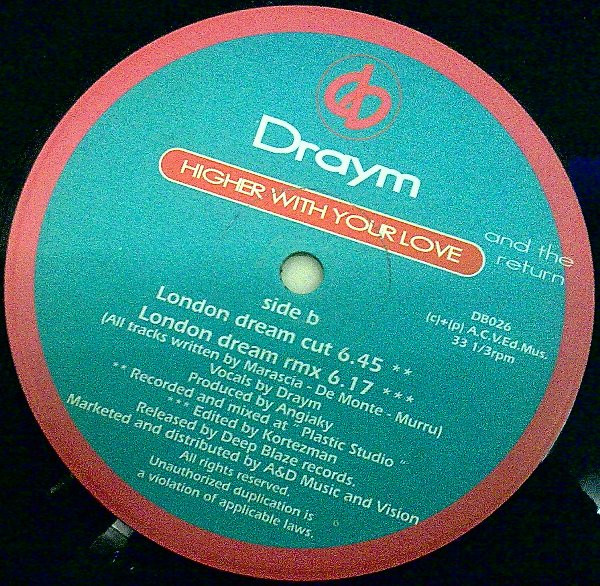 Draym
HIGHER WITH YOUR LOVE
and the
return
side b
DB026
(c)+(p) A.C.V.Ed.Mus.
33 1/3rpm
London dream cut 6.45 **
London dream rmx 6.17 ***
(All tracks written by Marascia - De Monte - Murru)
Vocals by Draym
Produced by Angiaky
** Recorded and mixed at " Plastic Studio "
*** Edited by Kortezman
Released by Deep Blaze records.
Marketed and distributed by A&D Music and Vision
All rights reserved.
Unauthorized duplication is
a violation of applicable laws.